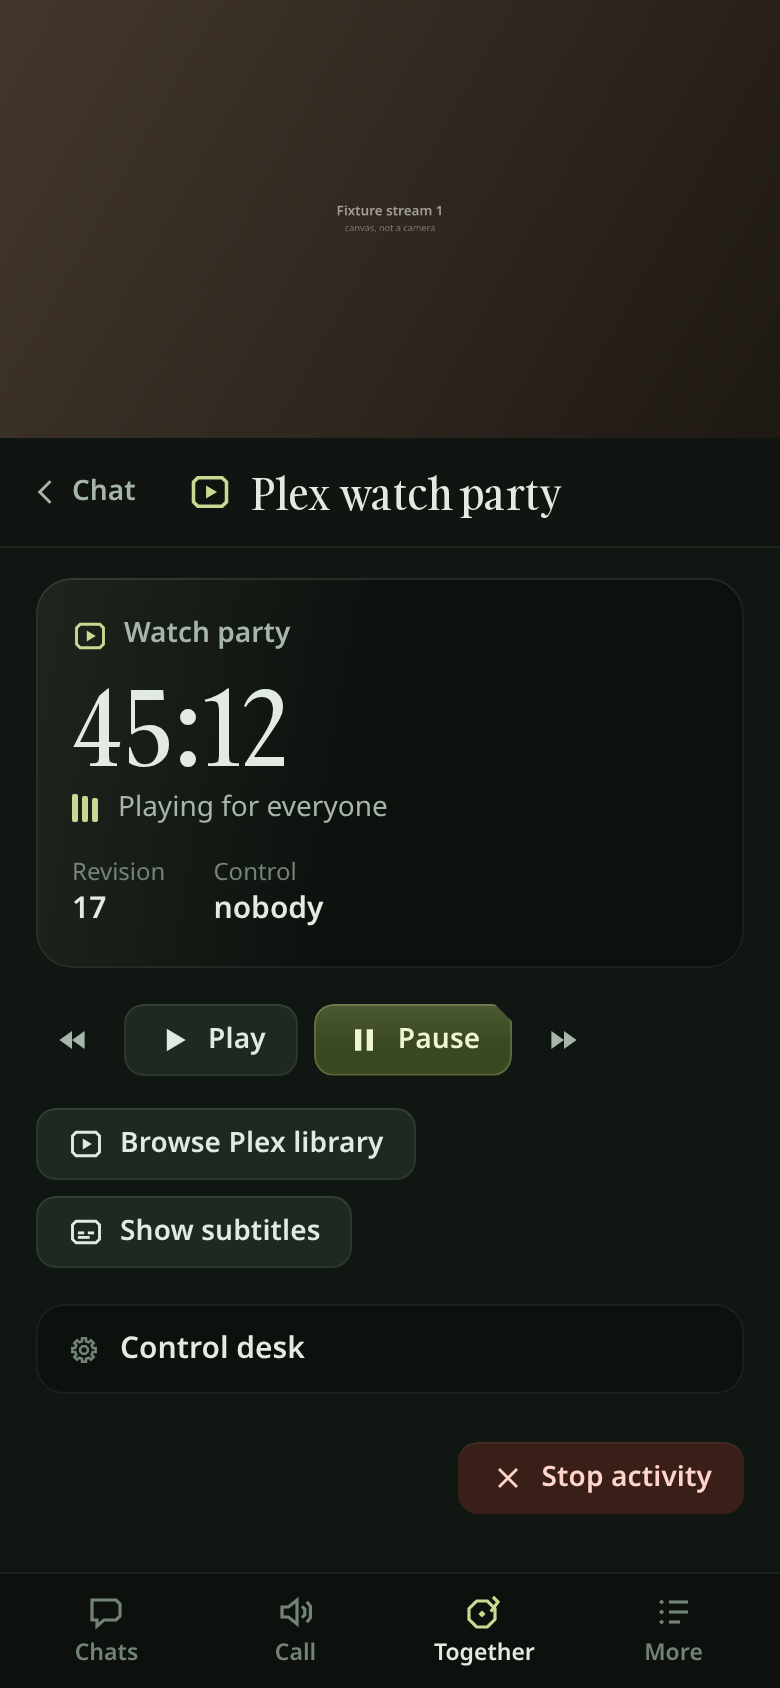 Fixture stream 1
canvas, not a camera
Chat
Plex watch party
Watch party
45:12
Playing for everyone
Revision
Control
17
nobody
Play
Pause
Browse Plex library
Show subtitles
Control desk
Stop activity
Chats
Call
Together
More